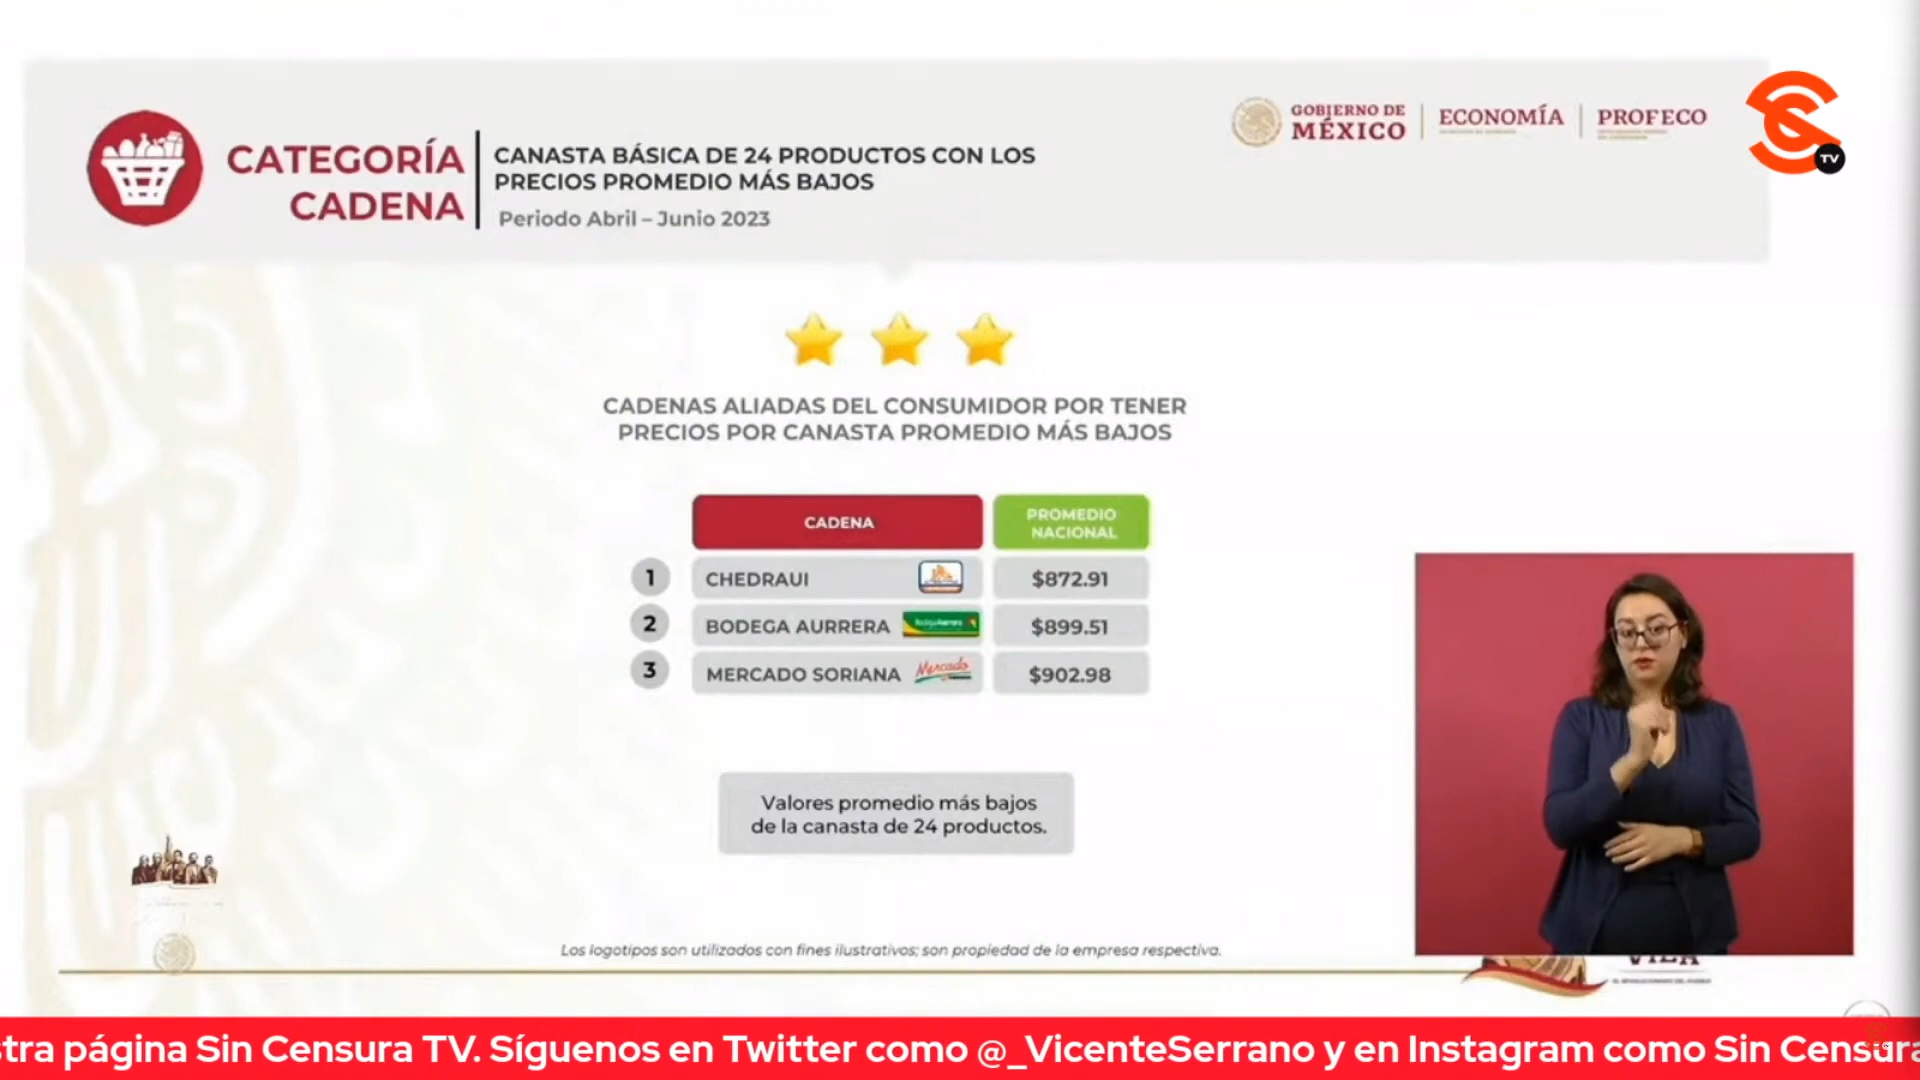 CATEGORÍA
CADENA
CANASTA BÁSICA DE 24 PRODUCTOS CON LOS
PRECIOS PROMEDIO MÁS BAJOS
Periodo Abril – Junio 2023
GOBIERNO DE
MÉXICO
ECONOMÍA
PROFECO
TV
CADENAS ALIADAS DEL CONSUMIDOR POR TENER
PRECIOS POR CANASTA PROMEDIO MÁS BAJOS
CADENA
PROMEDIO
NACIONAL
1 CHEDRAUI $872.91
2 BODEGA AURRERA Bodega Aurrera $899.51
3 MERCADO SORIANA Mercado $902.98
Valores promedio más bajos
de la canasta de 24 productos.
Los logotipos son utilizados con fines ilustrativos; son propiedad de la empresa respectiva.
tra página Sin Censura TV. Síguenos en Twitter como @_VicenteSerrano y en Instagram como Sin Censura